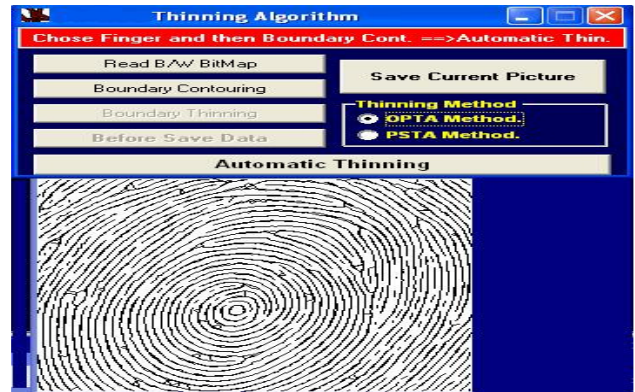 Thinning Algorithm
Chose Finger and then Boundary Cont. ==>Automatic Thin.
Read B/W BitMap
Boundary Contouring
Boundary Thinning
Before Save Data
Save Current Picture
Thinning Method
OPTA Method.
PSTA Method.
Automatic Thinning